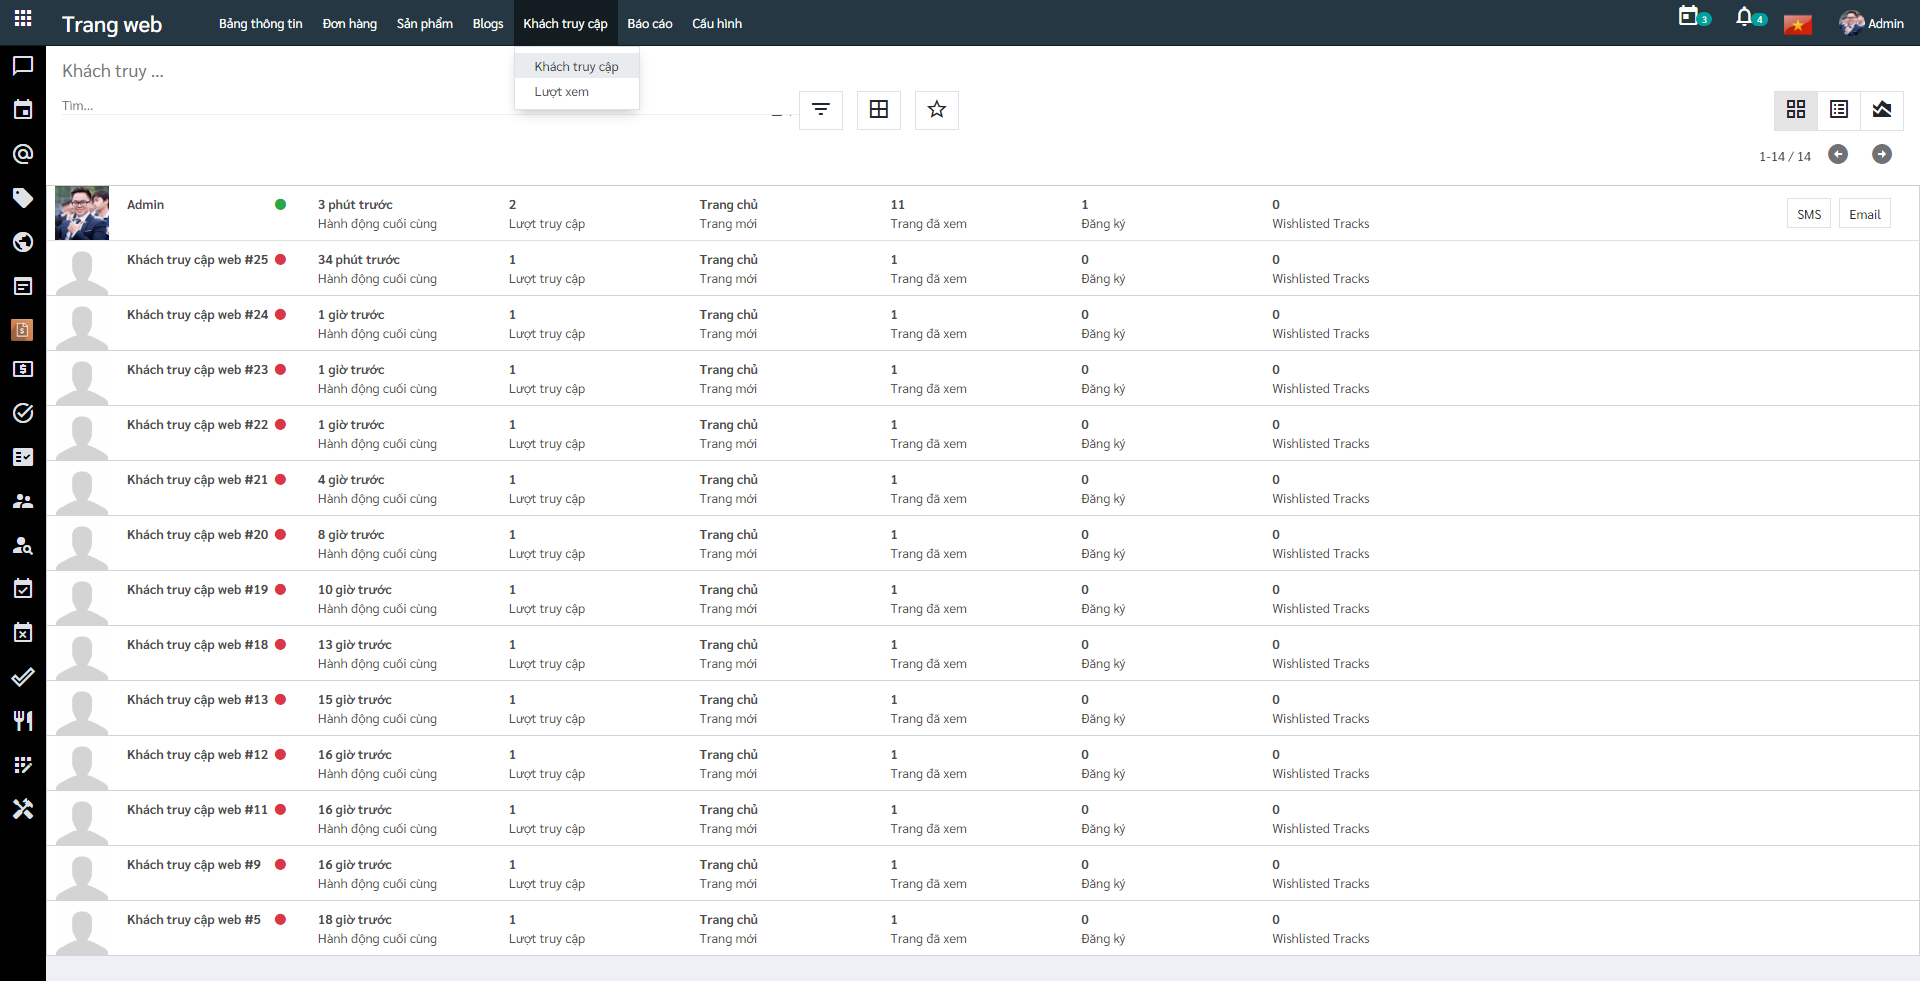 Trang web Bảng thông tin Đơn hàng Sản phẩm Blogs Khách truy cập Báo cáo Cấu hình 3 4 Admin
Khách truy cập
Lượt xem
Khách truy ...
Tìm...
1-14 / 14
Admin 3 phút trước 2 Trang chủ 11 1 0 SMS Email
Hành động cuối cùng Lượt truy cập Trang mới Trang đã xem Đăng ký Wishlisted Tracks
Khách truy cập web #25 34 phút trước 1 Trang chủ 1 0 0
Hành động cuối cùng Lượt truy cập Trang mới Trang đã xem Đăng ký Wishlisted Tracks
Khách truy cập web #24 1 giờ trước 1 Trang chủ 1 0 0
Hành động cuối cùng Lượt truy cập Trang mới Trang đã xem Đăng ký Wishlisted Tracks
Khách truy cập web #23 1 giờ trước 1 Trang chủ 1 0 0
Hành động cuối cùng Lượt truy cập Trang mới Trang đã xem Đăng ký Wishlisted Tracks
Khách truy cập web #22 1 giờ trước 1 Trang chủ 1 0 0
Hành động cuối cùng Lượt truy cập Trang mới Trang đã xem Đăng ký Wishlisted Tracks
Khách truy cập web #21 4 giờ trước 1 Trang chủ 1 0 0
Hành động cuối cùng Lượt truy cập Trang mới Trang đã xem Đăng ký Wishlisted Tracks
Khách truy cập web #20 8 giờ trước 1 Trang chủ 1 0 0
Hành động cuối cùng Lượt truy cập Trang mới Trang đã xem Đăng ký Wishlisted Tracks
Khách truy cập web #19 10 giờ trước 1 Trang chủ 1 0 0
Hành động cuối cùng Lượt truy cập Trang mới Trang đã xem Đăng ký Wishlisted Tracks
Khách truy cập web #18 13 giờ trước 1 Trang chủ 1 0 0
Hành động cuối cùng Lượt truy cập Trang mới Trang đã xem Đăng ký Wishlisted Tracks
Khách truy cập web #13 15 giờ trước 1 Trang chủ 1 0 0
Hành động cuối cùng Lượt truy cập Trang mới Trang đã xem Đăng ký Wishlisted Tracks
Khách truy cập web #12 16 giờ trước 1 Trang chủ 1 0 0
Hành động cuối cùng Lượt truy cập Trang mới Trang đã xem Đăng ký Wishlisted Tracks
Khách truy cập web #11 16 giờ trước 1 Trang chủ 1 0 0
Hành động cuối cùng Lượt truy cập Trang mới Trang đã xem Đăng ký Wishlisted Tracks
Khách truy cập web #9 16 giờ trước 1 Trang chủ 1 0 0
Hành động cuối cùng Lượt truy cập Trang mới Trang đã xem Đăng ký Wishlisted Tracks
Khách truy cập web #5 18 giờ trước 1 Trang chủ 1 0 0
Hành động cuối cùng Lượt truy cập Trang mới Trang đã xem Đăng ký Wishlisted Tracks